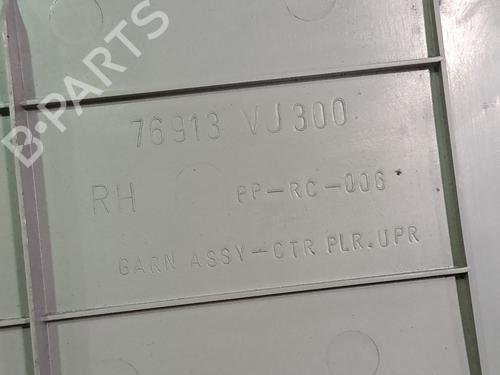 B-PARTS
76913 VJ300
RH PP-RC-006
GARN ASSY-CTR PLR.UPR